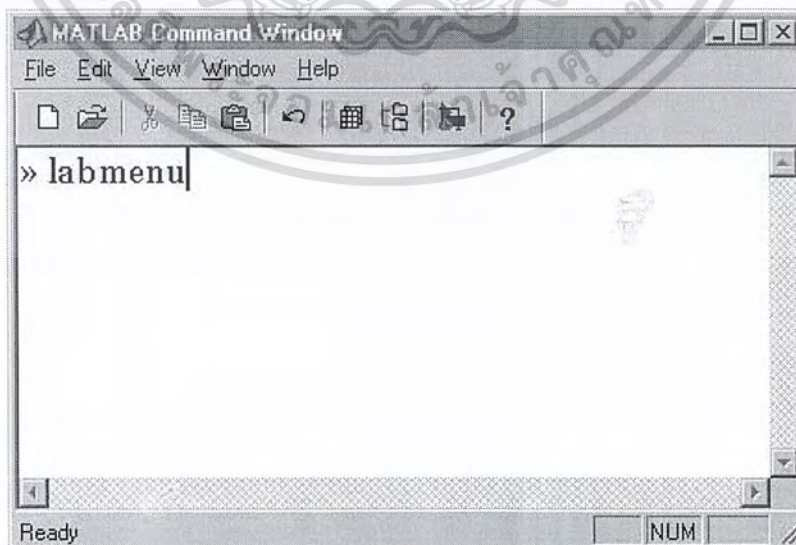 MATLAB Command Window
File Edit View Window Help
?
» labmenu
Ready NUM